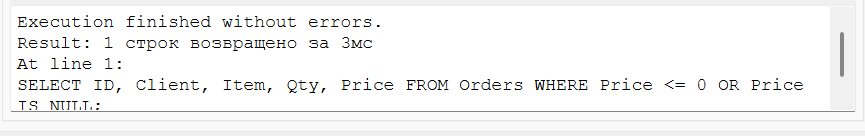 Execution finished without errors.
Result: 1 строк возвращено за 3мс
At line 1:
SELECT ID, Client, Item, Qty, Price FROM Orders WHERE Price <= 0 OR Price
IS NULL;